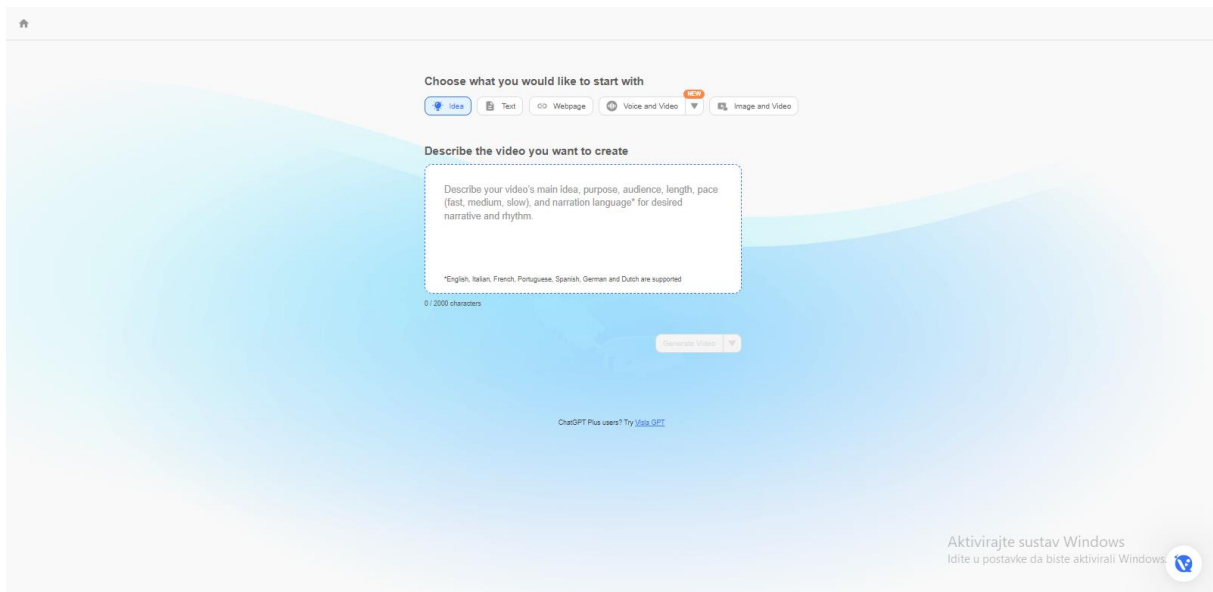 Choose what you would like to start with
NEW
Idea Text Webpage Voice and Video Image and Video
Describe the video you want to create
Describe your video's main idea, purpose, audience, length, pace
(fast, medium, slow), and narration language* for desired
narrative and rhythm.
*English, Italian, French, Portuguese, Spanish, German and Dutch are supported
0 / 2000 characters
Generate Video
ChatGPT Plus users? Try Visla GPT
Aktivirajte sustav Windows
Idite u postavke da biste aktivirali Windows.